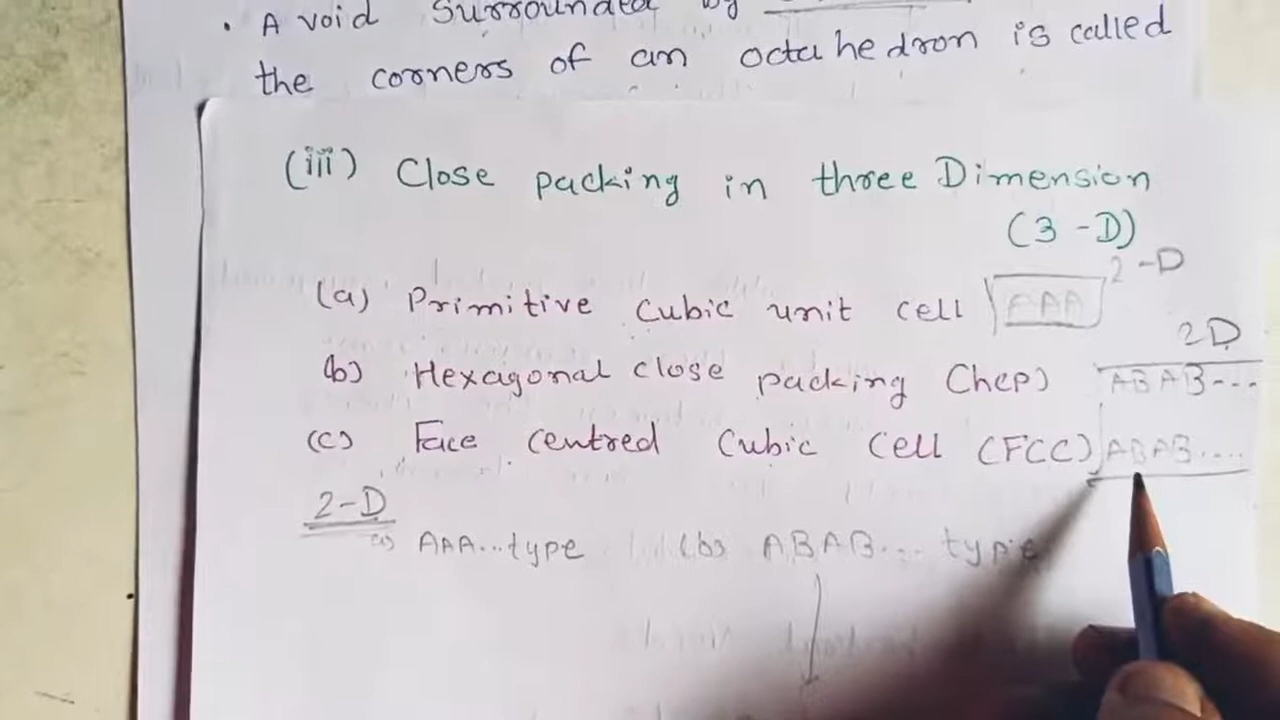 . A void surrounded by
the corners of an octahedron is called
(iii) Close packing in three Dimension
(3 -D)
2 -D
(a) Primitive cubic unit cell AAA
2D
(b) Hexagonal close packing (hcp) ABAB---
(c) Face centred cubic cell (FCC) ABAB....
2-D
(a) AAA...type (b) ABAB... type